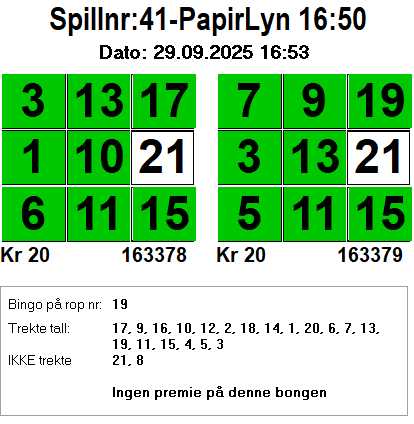 Spillnr:41-PapirLyn 16:50
Dato: 29.09.2025 16:53
3 13 17 7 9 19
1 10 21 3 13 21
6 11 15 5 11 15
Kr 20 163378 Kr 20 163379
Bingo på rop nr: 19
Trekte tall: 17, 9, 16, 10, 12, 2, 18, 14, 1, 20, 6, 7, 13,
19, 11, 15, 4, 5, 3
IKKE trekte 21, 8
Ingen premie på denne bongen